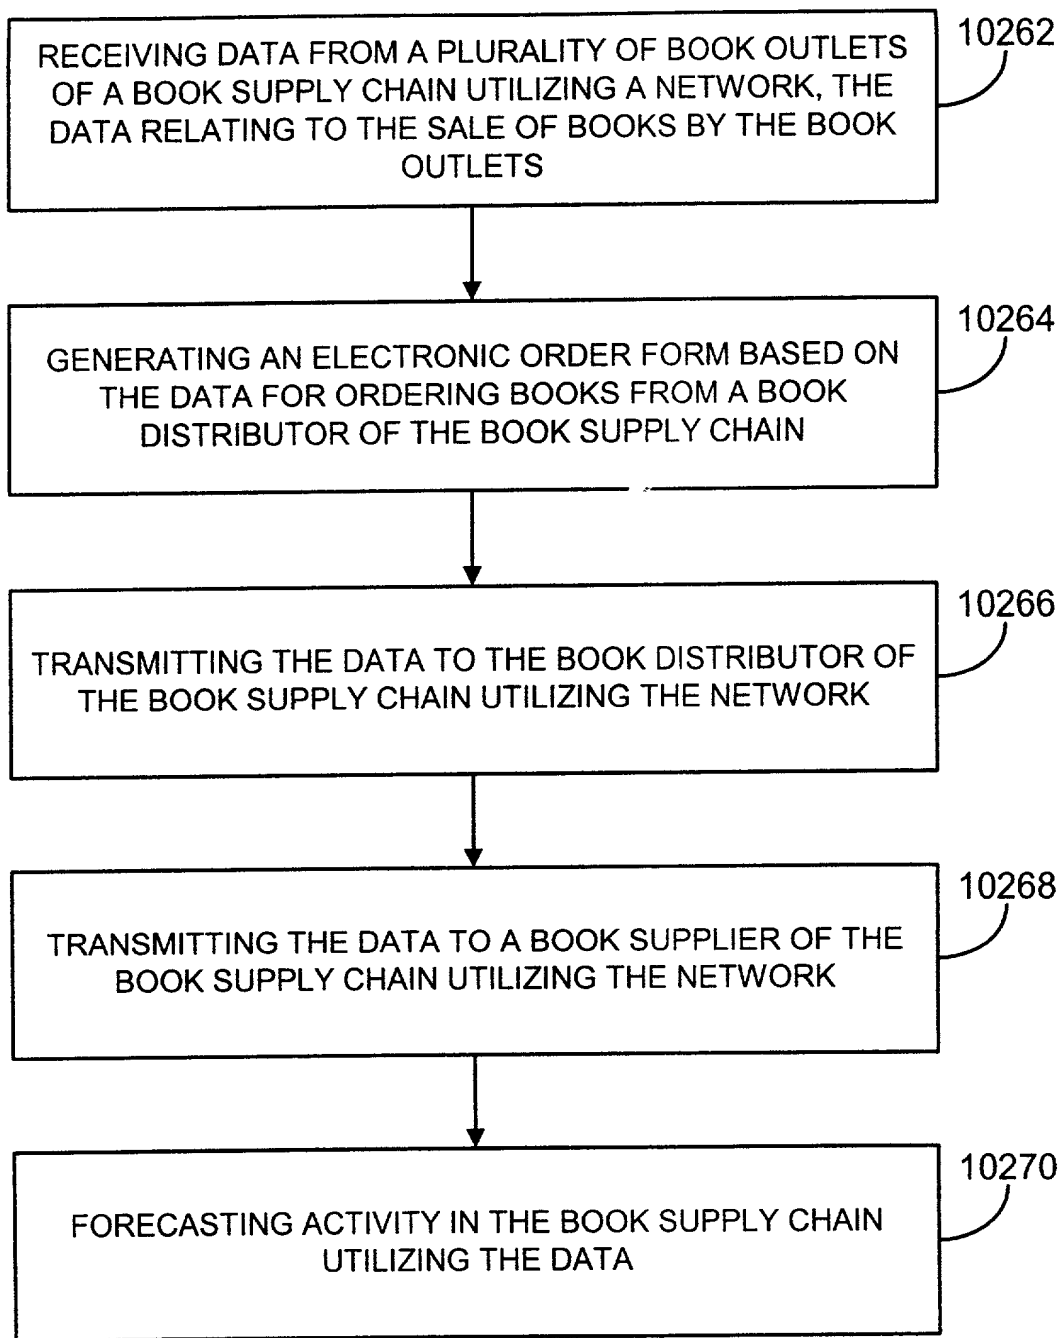 10262
RECEIVING DATA FROM A PLURALITY OF BOOK OUTLETS
OF A BOOK SUPPLY CHAIN UTILIZING A NETWORK, THE
DATA RELATING TO THE SALE OF BOOKS BY THE BOOK
OUTLETS
10264
GENERATING AN ELECTRONIC ORDER FORM BASED ON
THE DATA FOR ORDERING BOOKS FROM A BOOK
DISTRIBUTOR OF THE BOOK SUPPLY CHAIN
10266
TRANSMITTING THE DATA TO THE BOOK DISTRIBUTOR OF
THE BOOK SUPPLY CHAIN UTILIZING THE NETWORK
10268
TRANSMITTING THE DATA TO A BOOK SUPPLIER OF THE
BOOK SUPPLY CHAIN UTILIZING THE NETWORK
10270
FORECASTING ACTIVITY IN THE BOOK SUPPLY CHAIN
UTILIZING THE DATA